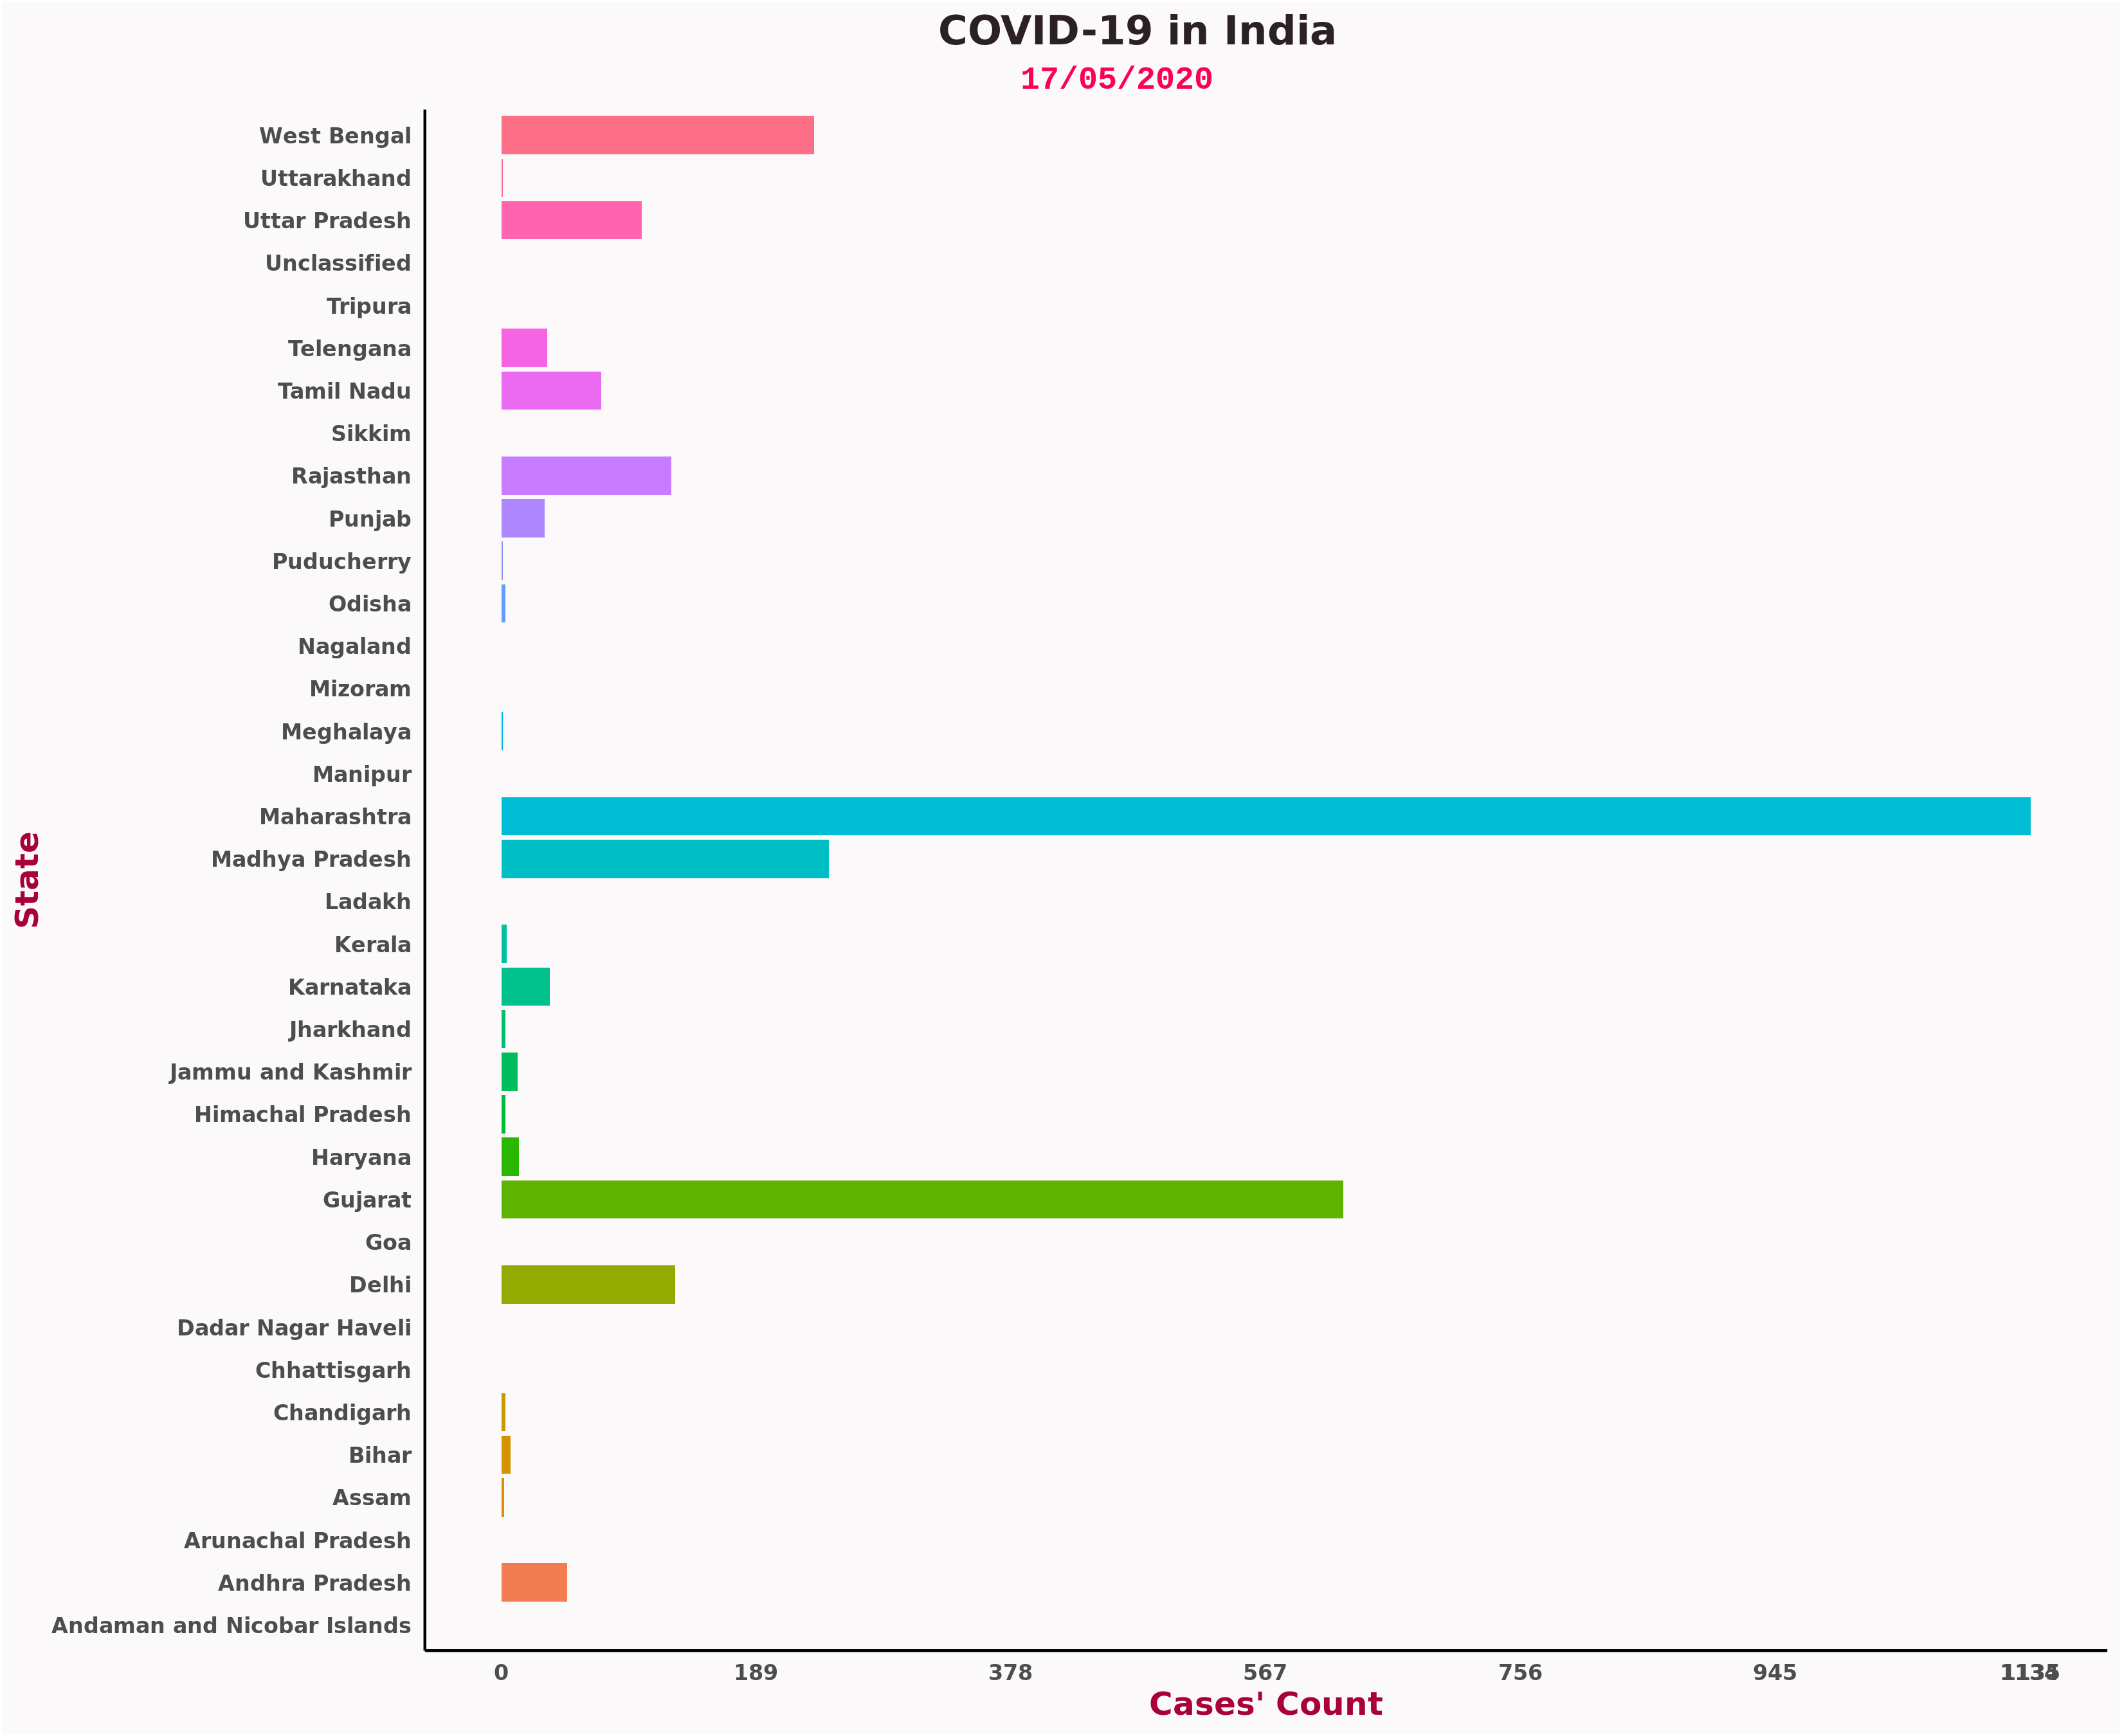 COVID-19 in India
17/05/2020
West Bengal
Uttarakhand
Uttar Pradesh
Unclassified
Tripura
Telengana
Tamil Nadu
Sikkim
Rajasthan
Punjab
Puducherry
Odisha
Nagaland
Mizoram
Meghalaya
Manipur
Maharashtra
Madhya Pradesh
Ladakh
Kerala
Karnataka
Jharkhand
Jammu and Kashmir
Himachal Pradesh
Haryana
Gujarat
Goa
Delhi
Dadar Nagar Haveli
Chhattisgarh
Chandigarh
Bihar
Assam
Arunachal Pradesh
Andhra Pradesh
Andaman and Nicobar Islands
State
0 189 378 567 756 945
Cases' Count